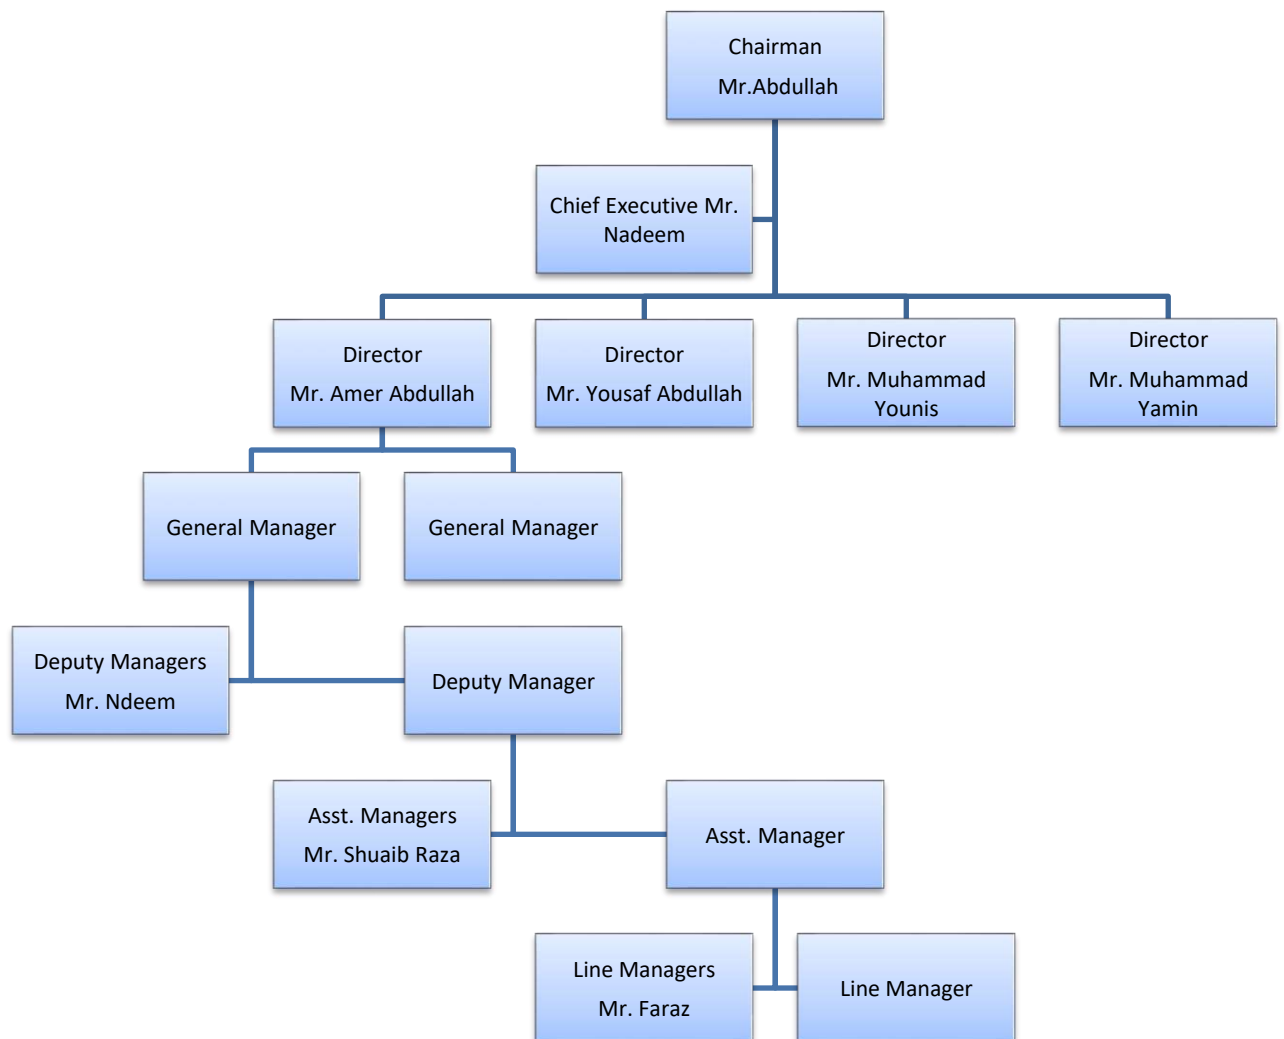 Chairman
Mr.Abdullah
Chief Executive Mr.
Nadeem
Director
Mr. Amer Abdullah
Director
Mr. Yousaf Abdullah
Director
Mr. Muhammad
Younis
Director
Mr. Muhammad
Yamin
General Manager
General Manager
Deputy Managers
Mr. Ndeem
Deputy Manager
Asst. Managers
Mr. Shuaib Raza
Asst. Manager
Line Managers
Mr. Faraz
Line Manager